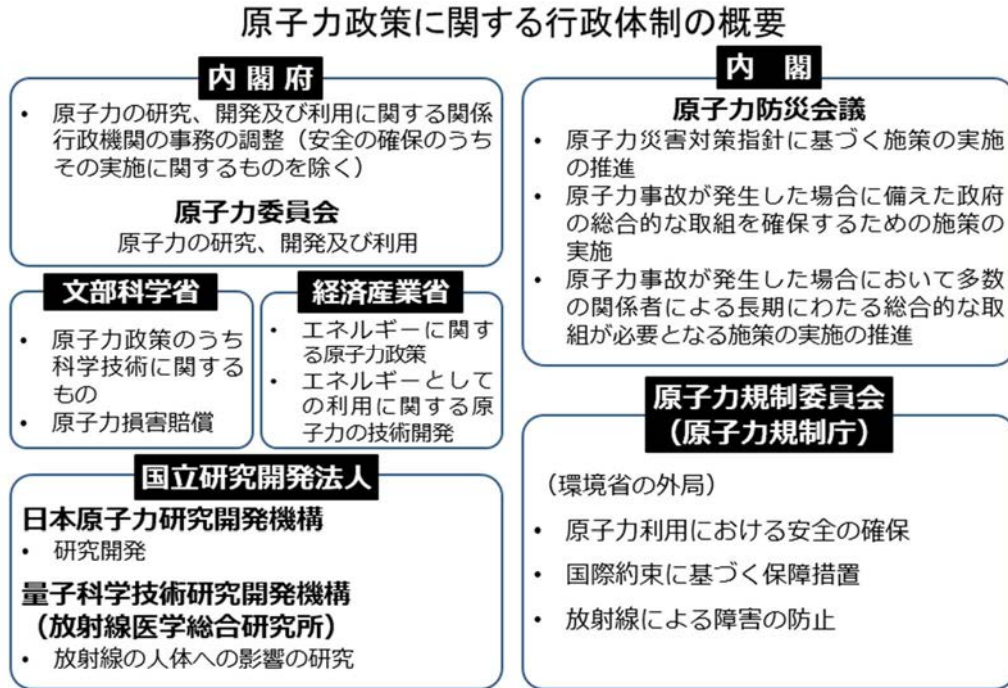 原子力政策に関する行政体制の概要
内閣府
• 原子力の研究、開発及び利用に関する関係
行政機関の事務の調整（安全の確保のうち
その実施に関するものを除く）
原子力委員会
原子力の研究、開発及び利用
文部科学省
• 原子力政策のうち
科学技術に関する
もの
• 原子力損害賠償
経済産業省
• エネルギーに関す
る原子力政策
• エネルギーとして
の利用に関する原
子力の技術開発
国立研究開発法人
日本原子力研究開発機構
• 研究開発
量子科学技術研究開発機構
（放射線医学総合研究所）
• 放射線の人体への影響の研究
内　閣
原子力防災会議
• 原子力災害対策指針に基づく施策の実施
の推進
• 原子力事故が発生した場合に備えた政府
の総合的な取組を確保するための施策の
実施
• 原子力事故が発生した場合において多数
の関係者による長期にわたる総合的な取
組が必要となる施策の実施の推進
原子力規制委員会
（原子力規制庁）
（環境省の外局）
• 原子力利用における安全の確保
• 国際約束に基づく保障措置
• 放射線による障害の防止